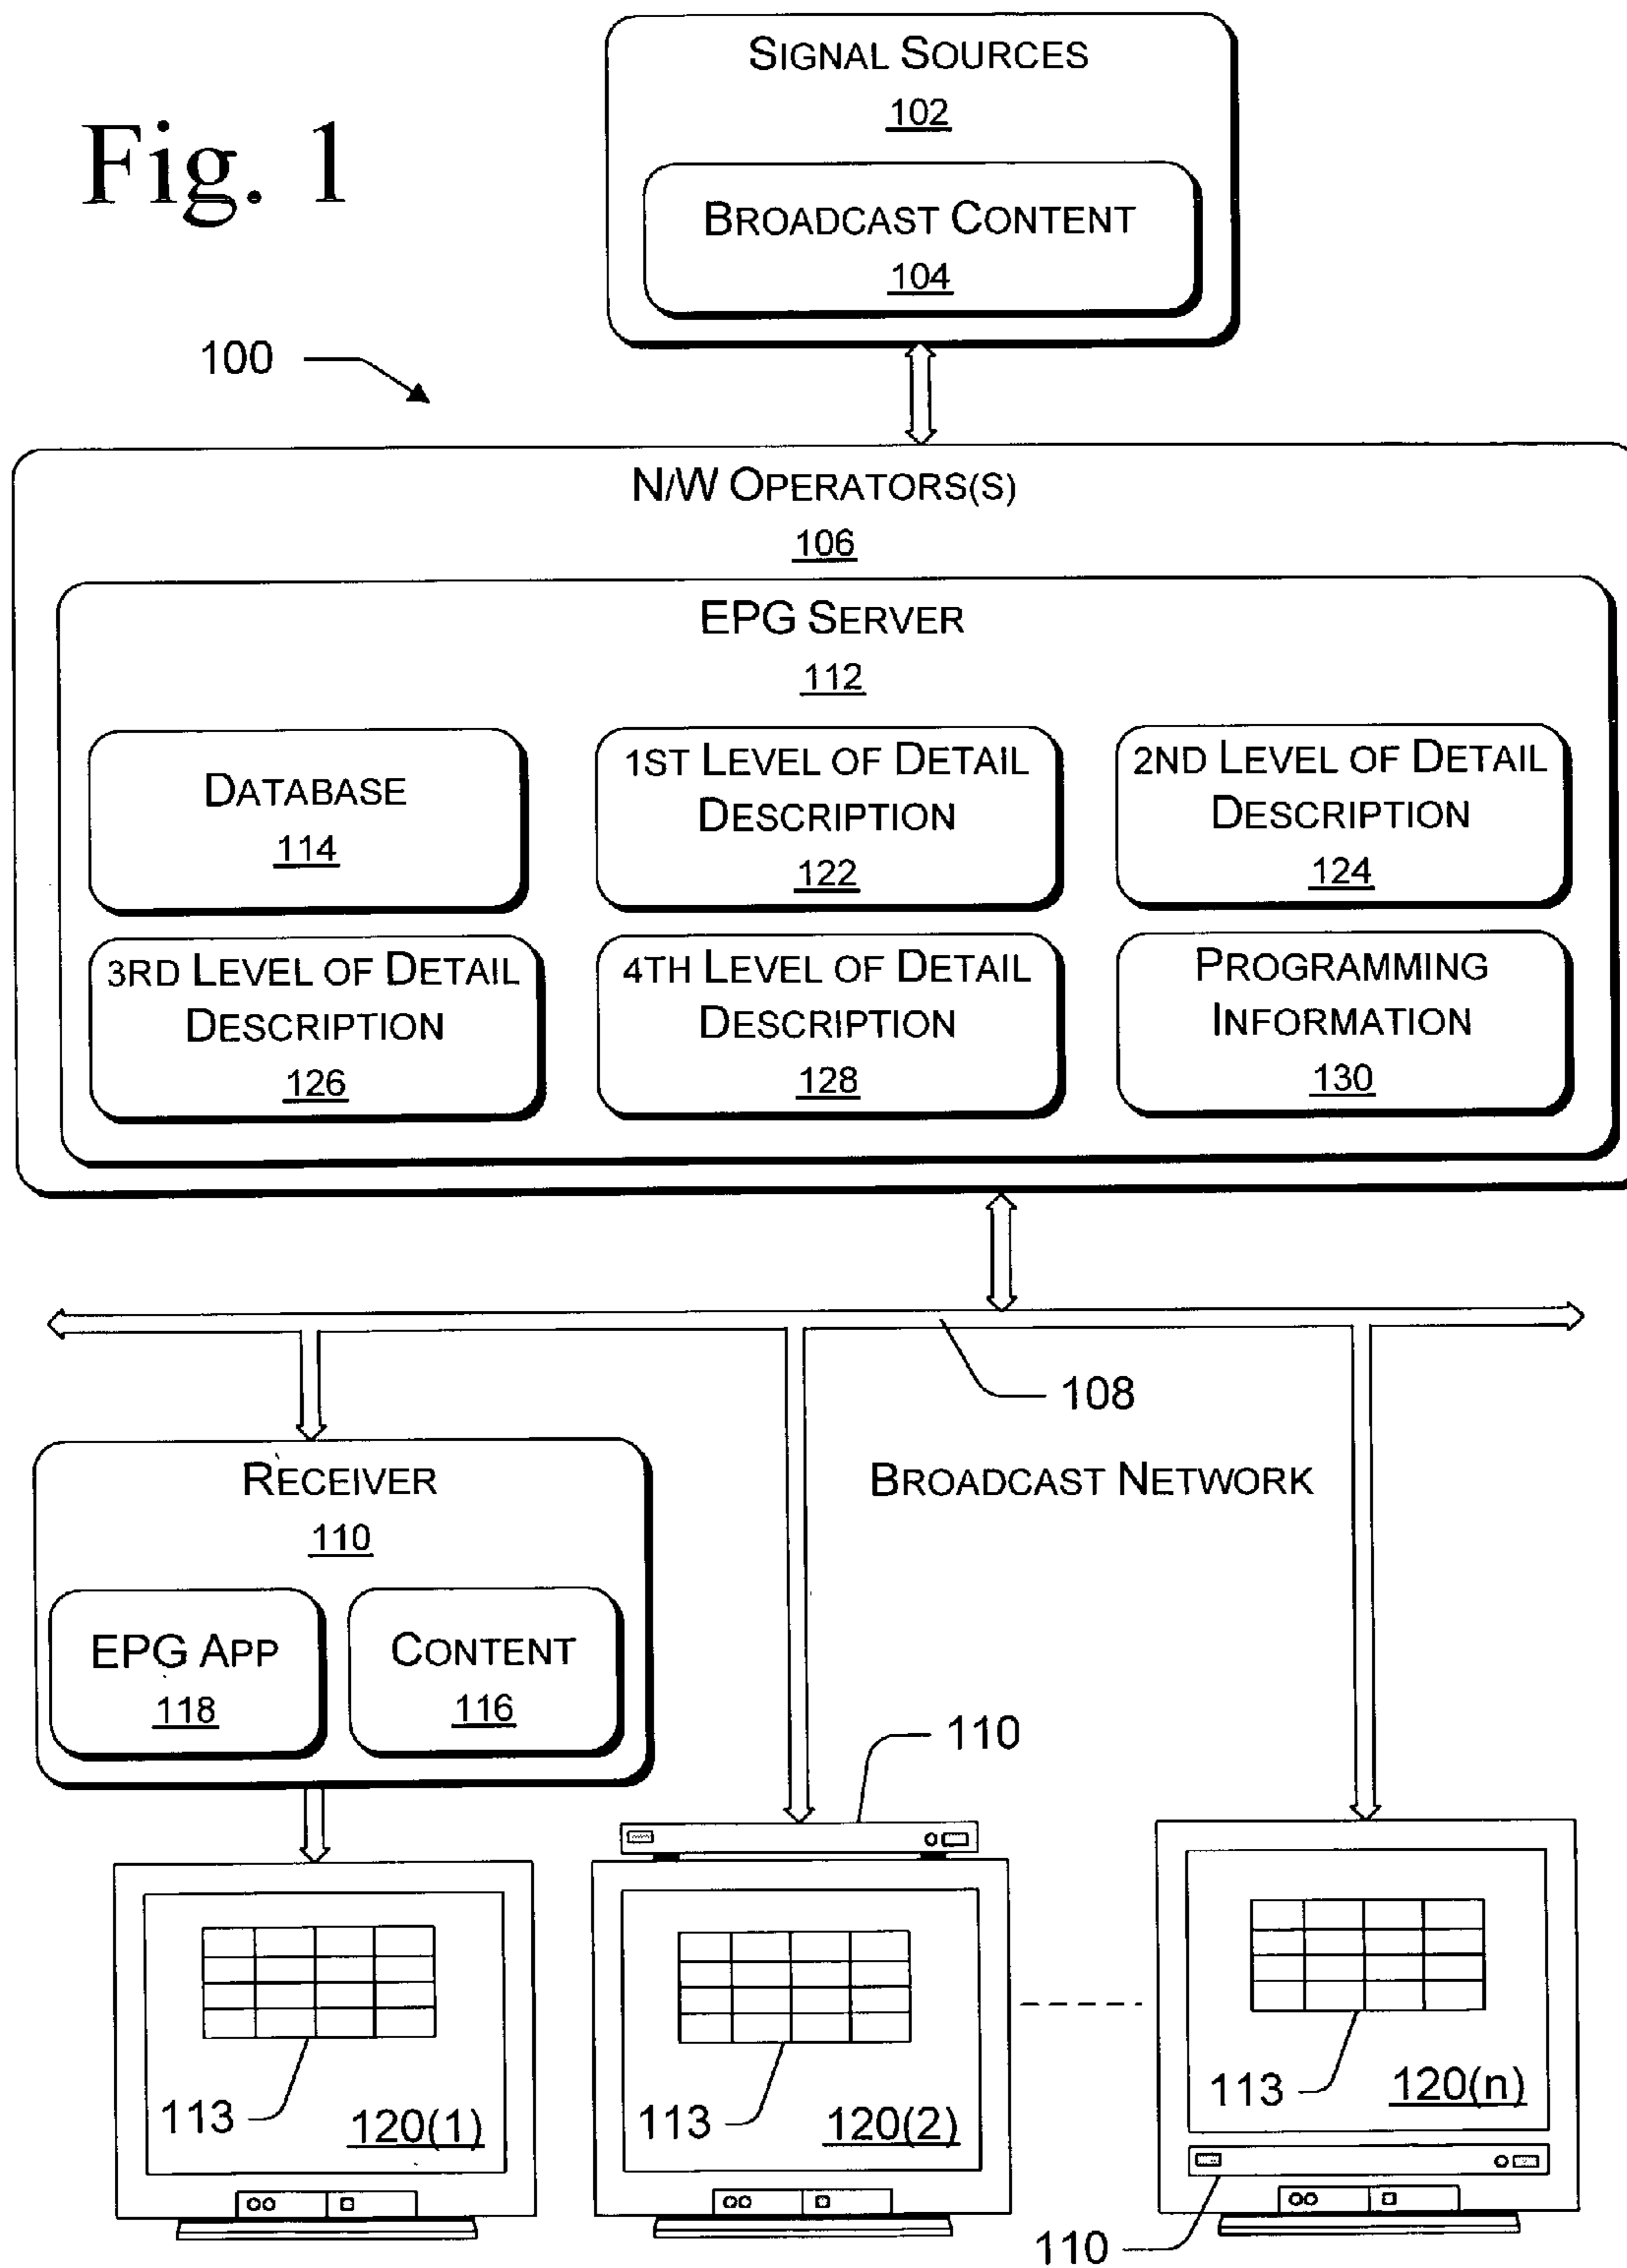 Fig. 1
SIGNAL SOURCES
102
BROADCAST CONTENT
104
100
N/W OPERATORS(S)
106
EPG SERVER
112
DATABASE
114
1ST LEVEL OF DETAIL
DESCRIPTION
122
2ND LEVEL OF DETAIL
DESCRIPTION
124
3RD LEVEL OF DETAIL
DESCRIPTION
126
4TH LEVEL OF DETAIL
DESCRIPTION
128
PROGRAMMING
INFORMATION
130
108
BROADCAST NETWORK
RECEIVER
110
EPG APP
118
CONTENT
116
110
113
120(1)
113
120(2)
113
120(n)
110